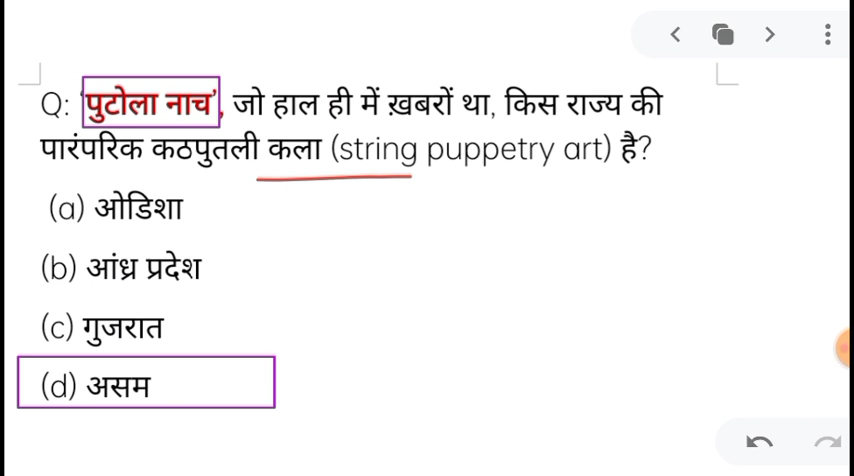 Q: 'पुटोला नाच', जो हाल ही में ख़बरों था, किस राज्य की
पारंपरिक कठपुतली कला (string puppetry art) है?
(a) ओडिशा
(b) आंध्र प्रदेश
(c) गुजरात
(d) असम